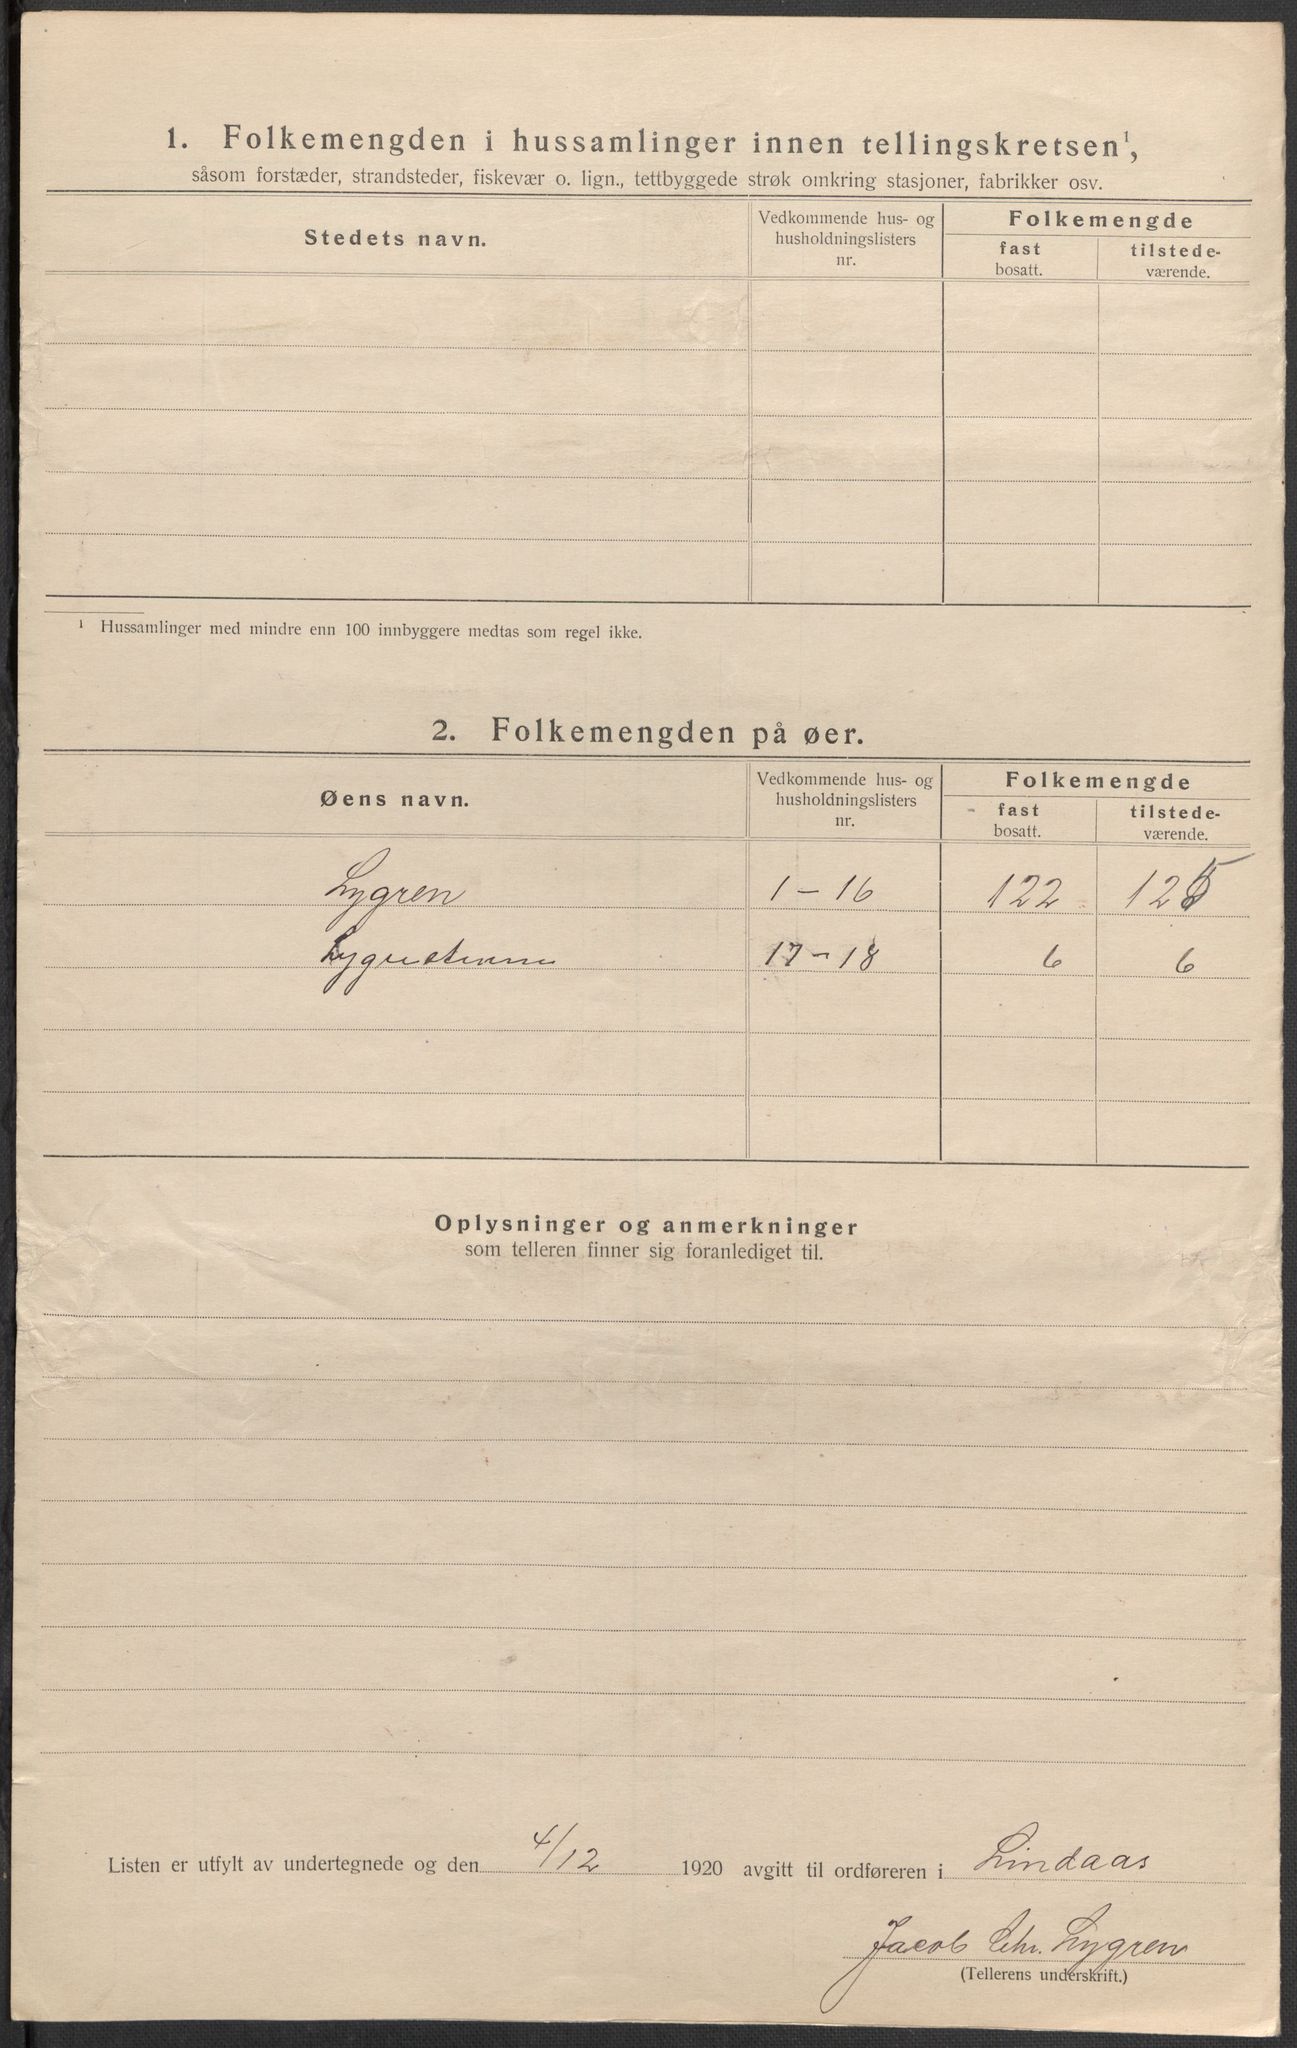 1. Folkemengden i hussamlinger innen tellingskretsen¹,
såsom forstæder, strandsteder, fiskevær o. lign., tettbyggede strøk omkring stasjoner, fabrikker osv.
Stedets navn.
Vedkommende hus- og
husholdningslisters
nr.
Folkemengde
fast
bosatt.
tilstede-
værende.
¹ Hussamlinger med mindre enn 100 innbyggere medtas som regel ikke.
2. Folkemengden på øer.
Øens navn.
Vedkommende hus- og
husholdningslisters
nr.
Folkemengde
fast
bosatt.
tilstede-
værende.
Lygren 1 - 16 122 125
17 - 18 6 6
Oplysninger og anmerkninger
som telleren finner sig foranlediget til.
Listen er utfylt av undertegnede og den 4/12 1920 avgitt til ordføreren i Lindaas
Jacob Chr. Lygren
(Tellerens underskrift.)